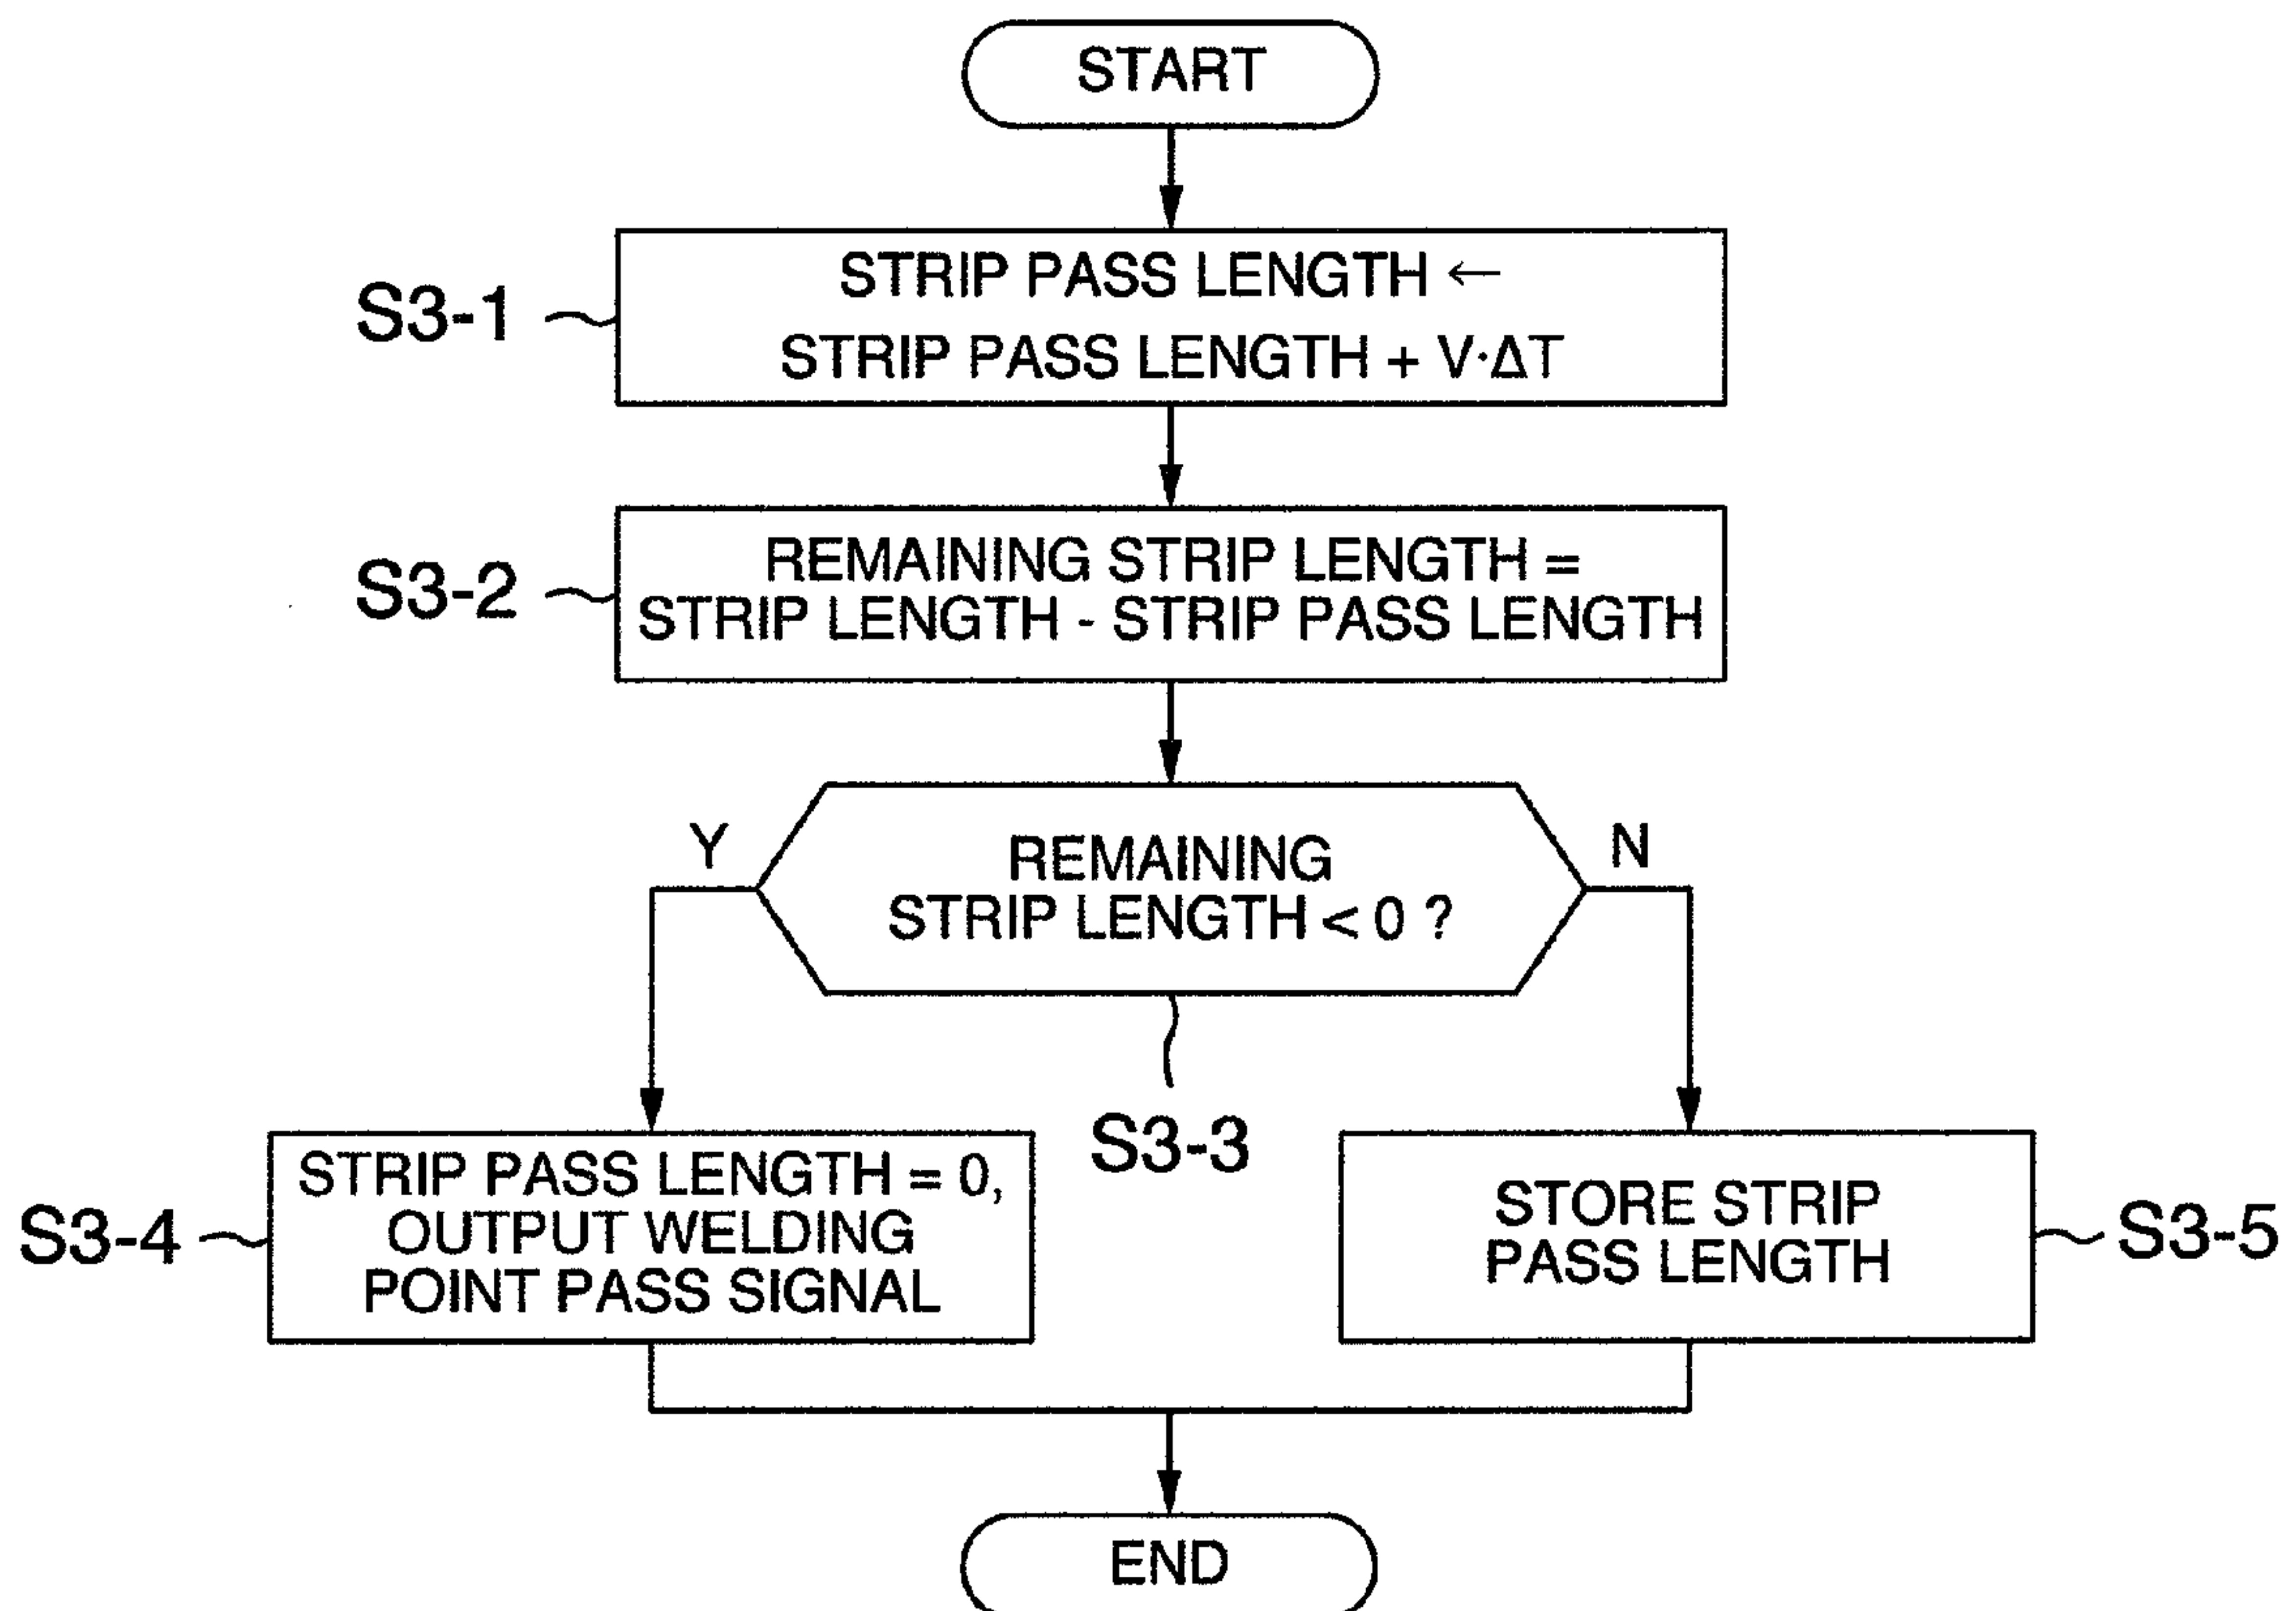 START
S3-1
STRIP PASS LENGTH ←
STRIP PASS LENGTH + V·ΔT
S3-2
REMAINING STRIP LENGTH =
STRIP LENGTH - STRIP PASS LENGTH
Y
REMAINING
STRIP LENGTH < 0 ?
N
S3-3
S3-4
STRIP PASS LENGTH = 0,
OUTPUT WELDING
POINT PASS SIGNAL
STORE STRIP
PASS LENGTH
S3-5
END